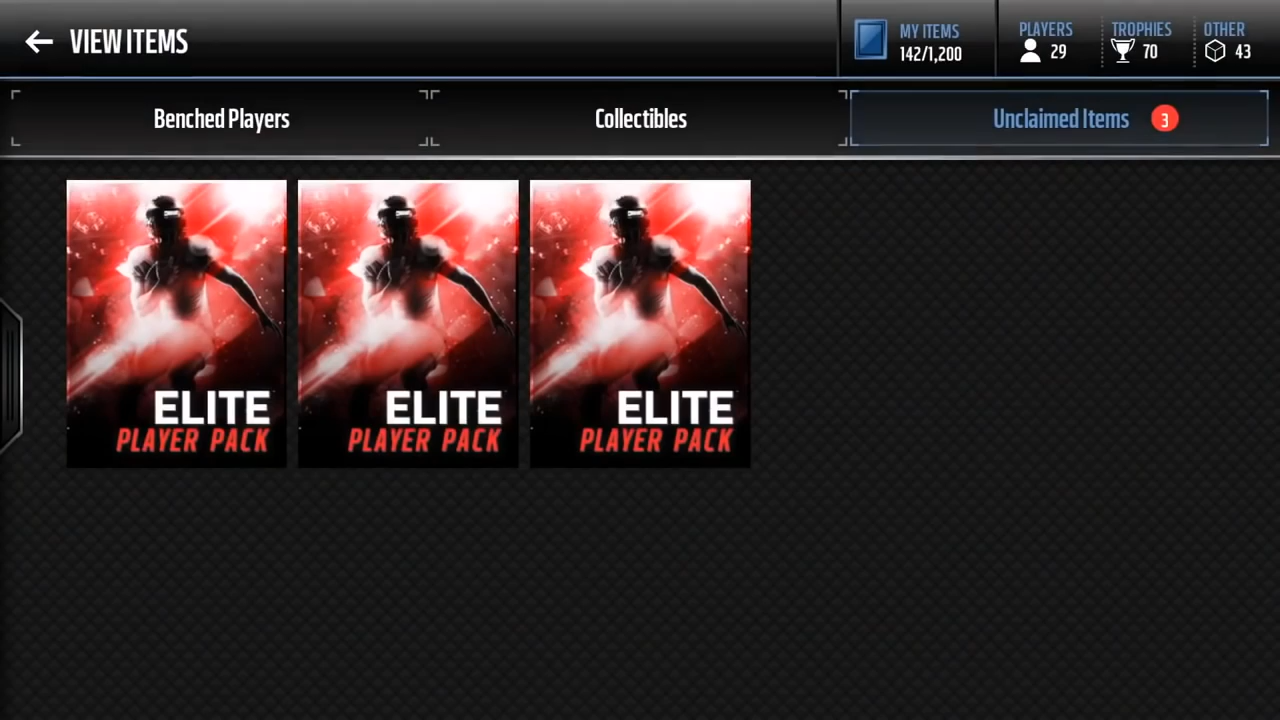 VIEW ITEMS
MY ITEMS
142/1,200
PLAYERS
29
TROPHIES
70
OTHER
43
Benched Players
Collectibles
Unclaimed Items 3
ELITE
PLAYER PACK
ELITE
PLAYER PACK
ELITE
PLAYER PACK